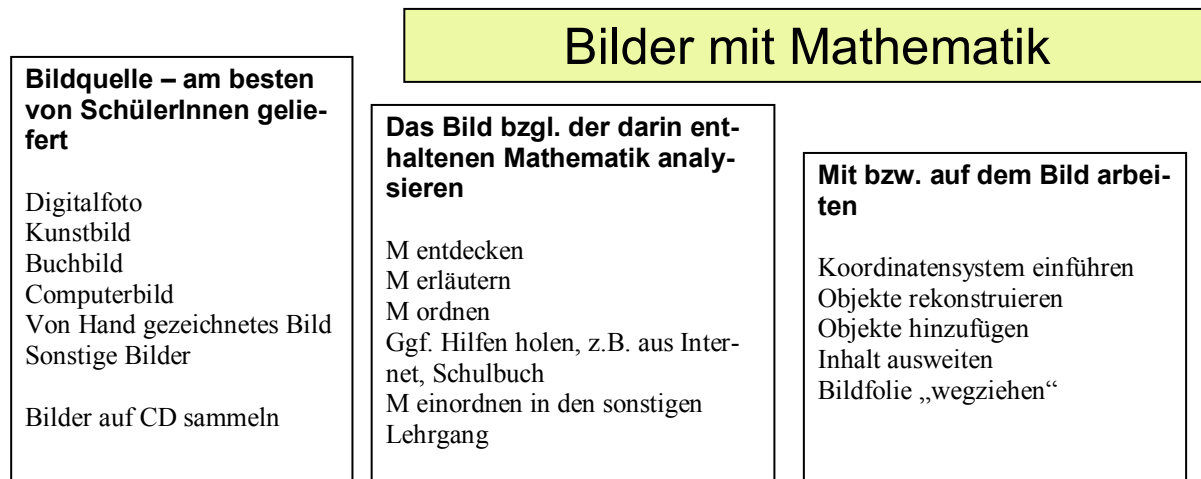 Bilder mit Mathematik
Bildquelle – am besten
von SchülerInnen gelie-
fert
Digitalfoto
Kunstbild
Buchbild
Computerbild
Von Hand gezeichnetes Bild
Sonstige Bilder
Bilder auf CD sammeln
Das Bild bzgl. der darin ent-
haltenen Mathematik analy-
sieren
M entdecken
M erläutern
M ordnen
Ggf. Hilfen holen, z.B. aus Inter-
net, Schulbuch
M einordnen in den sonstigen
Lehrgang
Mit bzw. auf dem Bild arbei-
ten
Koordinatensystem einführen
Objekte rekonstruieren
Objekte hinzufügen
Inhalt ausweiten
Bildfolie „wegziehen“